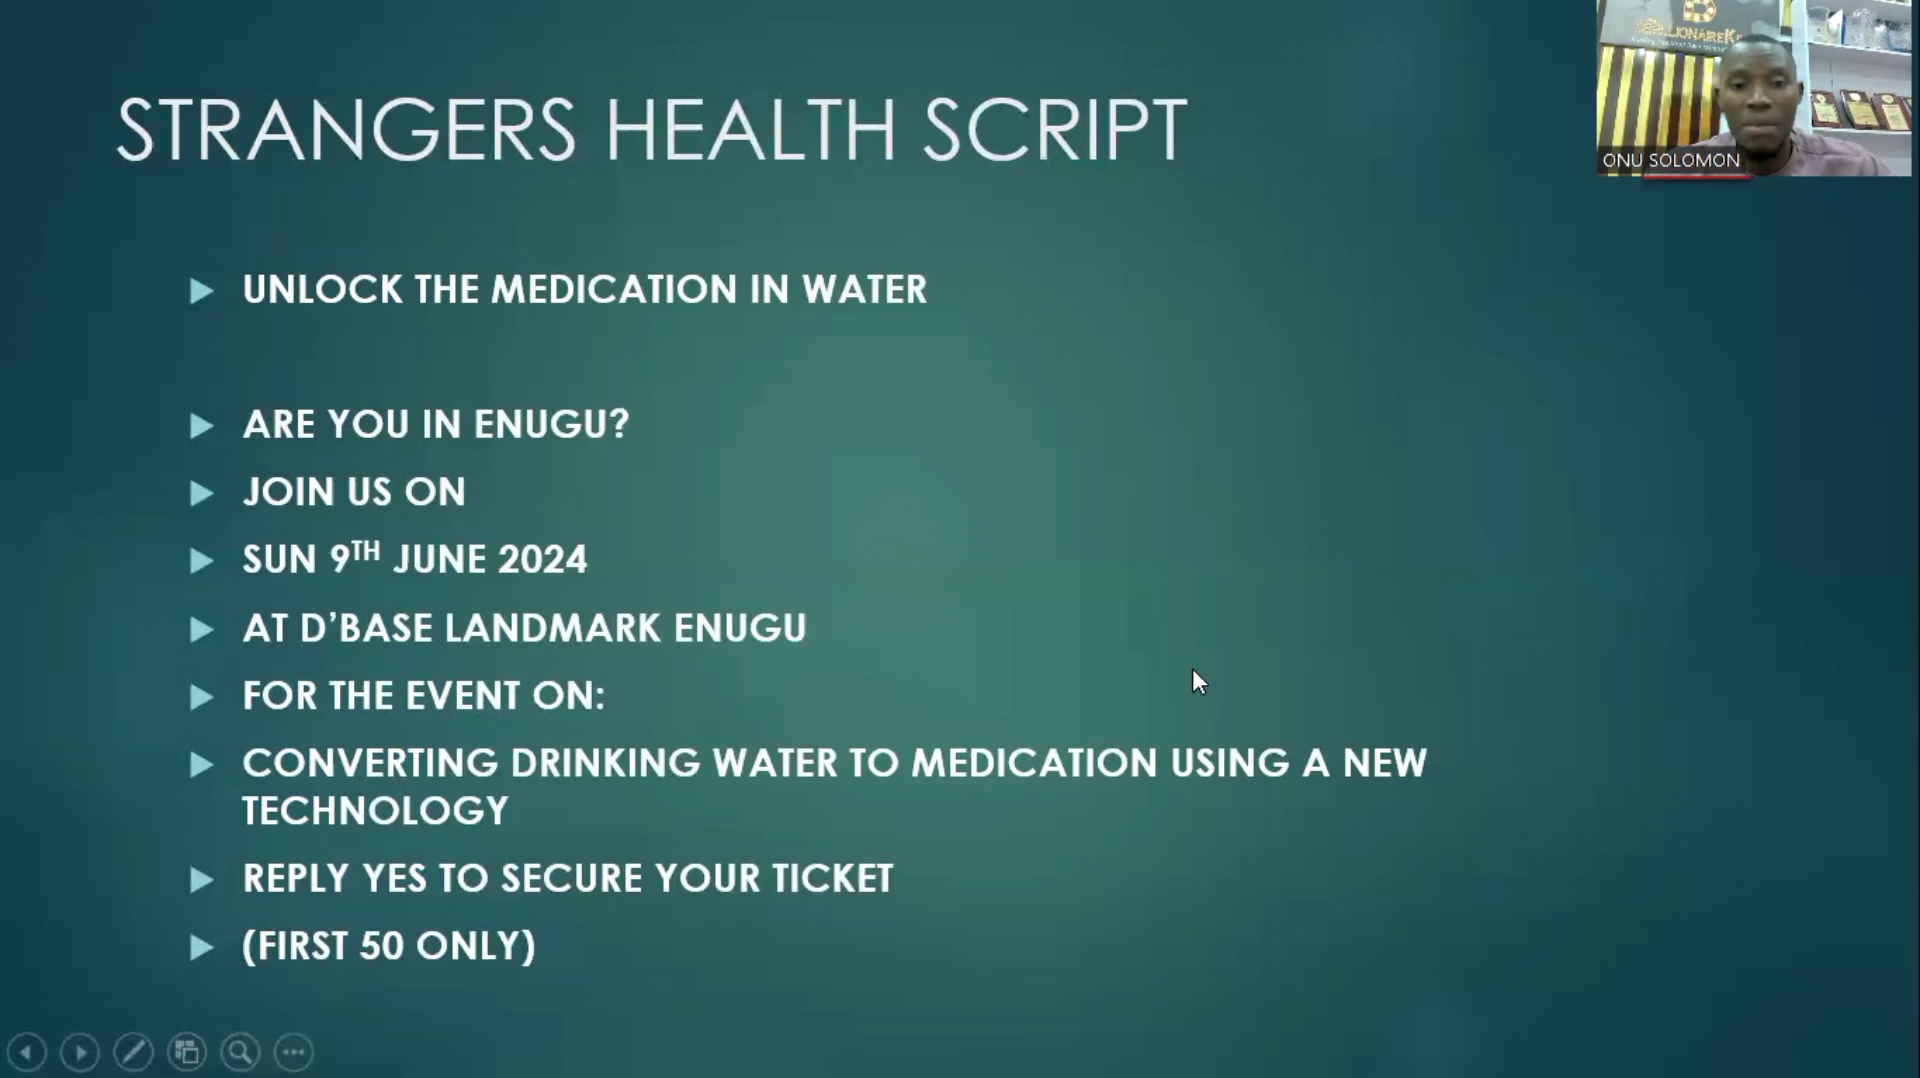 STRANGERS HEALTH SCRIPT
ONU SOLOMON
UNLOCK THE MEDICATION IN WATER
ARE YOU IN ENUGU?
JOIN US ON
SUN 9TH JUNE 2024
AT D’BASE LANDMARK ENUGU
FOR THE EVENT ON:
CONVERTING DRINKING WATER TO MEDICATION USING A NEW
TECHNOLOGY
REPLY YES TO SECURE YOUR TICKET
(FIRST 50 ONLY)